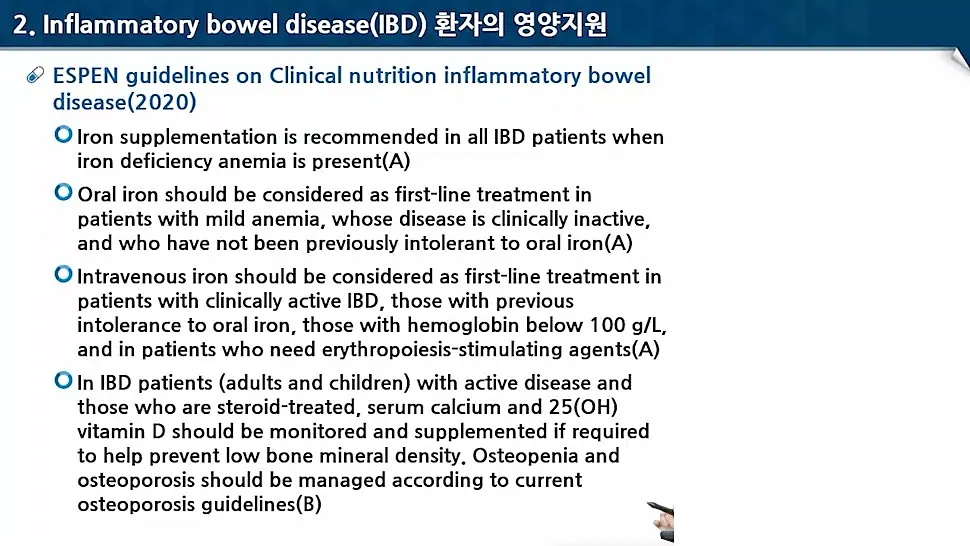 2. Inflammatory bowel disease(IBD) 환자의 영양지원
ESPEN guidelines on Clinical nutrition inflammatory bowel
disease(2020)
Iron supplementation is recommended in all IBD patients when
iron deficiency anemia is present(A)
Oral iron should be considered as first-line treatment in
patients with mild anemia, whose disease is clinically inactive,
and who have not been previously intolerant to oral iron(A)
Intravenous iron should be considered as first-line treatment in
patients with clinically active IBD, those with previous
intolerance to oral iron, those with hemoglobin below 100 g/L,
and in patients who need erythropoiesis-stimulating agents(A)
In IBD patients (adults and children) with active disease and
those who are steroid-treated, serum calcium and 25(OH)
vitamin D should be monitored and supplemented if required
to help prevent low bone mineral density. Osteopenia and
osteoporosis should be managed according to current
osteoporosis guidelines(B)